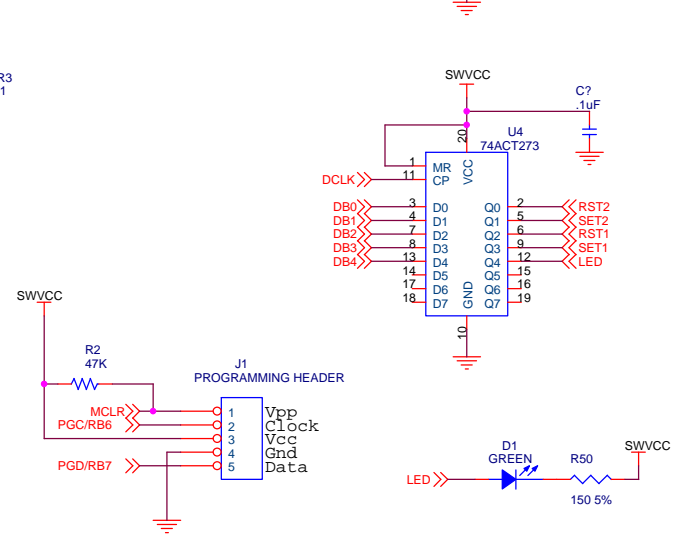 R3
1
SWVCC
C?
.1uF
20
U4
74ACT273
1
MR
VCC
DCLK
11
CP
DB0
3
D0
Q0
2
RST2
DB1
4
D1
Q1
5
SET2
DB2
7
D2
Q2
6
RST1
DB3
8
D3
Q3
9
SET1
DB4
13
D4
Q4
12
LED
14
D5
Q5
15
17
D6
Q6
16
18
D7
Q7
19
GND
10
SWVCC
R2
47K
J1
PROGRAMMING HEADER
MCLR
1
Vpp
PGC/RB6
2
Clock
3
Vcc
4
Gnd
PGD/RB7
5
Data
D1
GREEN
R50
SWVCC
LED
150 5%